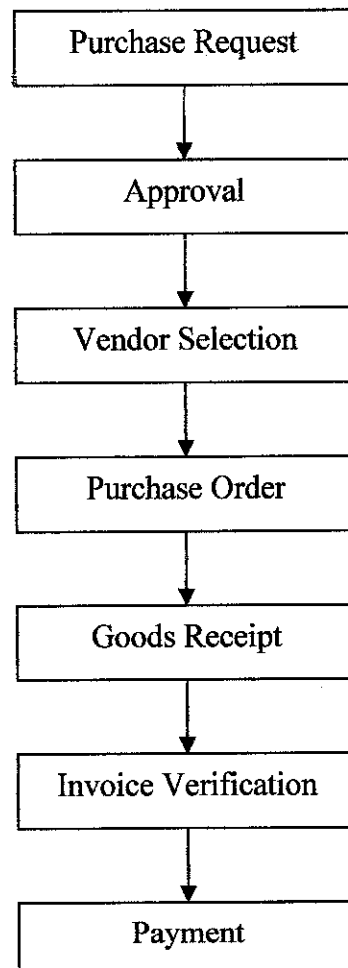 Purchase Request
Approval
Vendor Selection
Purchase Order
Goods Receipt
Invoice Verification
Payment